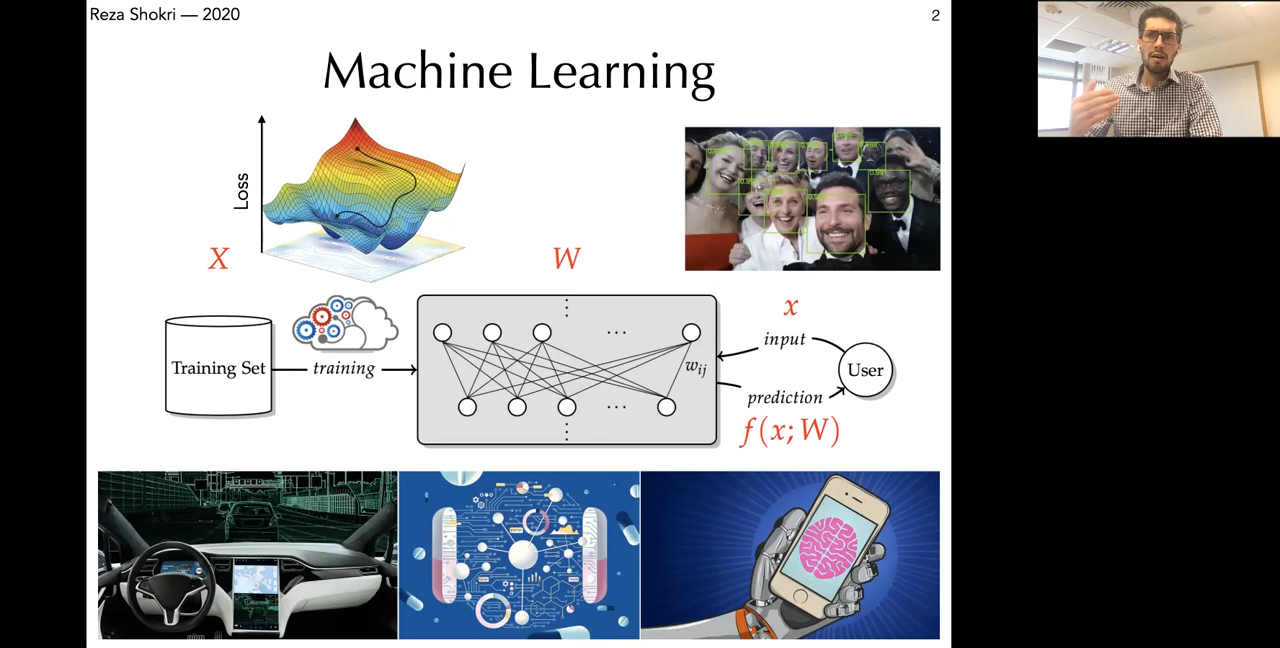 Reza Shokri — 2020
2
Machine Learning
Loss
X
W
x
input
Training Set
training
...
w_ij
User
prediction
...
f(x;W)